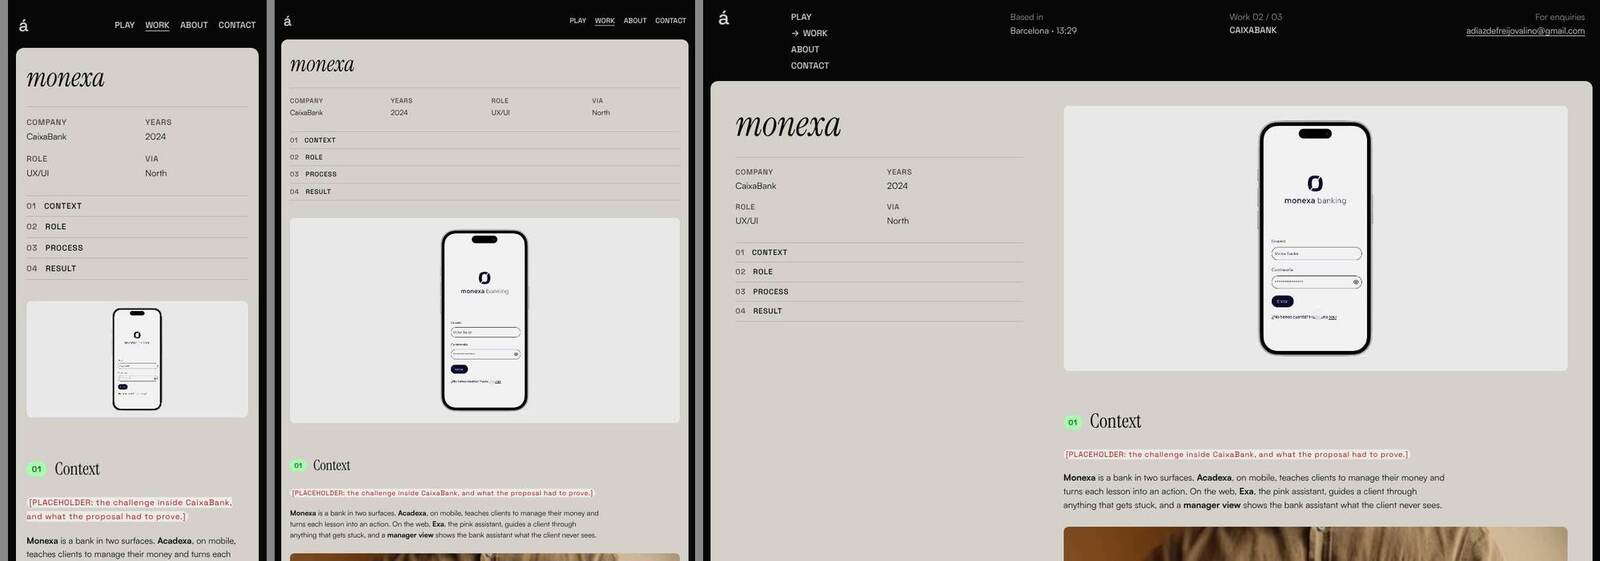 á
PLAY WORK ABOUT CONTACT
monexa
COMPANY YEARS
CaixaBank 2024
ROLE VIA
UX/UI North
01 CONTEXT
02 ROLE
03 PROCESS
04 RESULT
01 Context
[PLACEHOLDER: the challenge inside CaixaBank,
and what the proposal had to prove.]
Monexa is a bank in two surfaces. Acadexa, on mobile,
teaches clients to manage their money and turns each
á
PLAY WORK ABOUT CONTACT
monexa
COMPANY YEARS ROLE VIA
CaixaBank 2024 UX/UI North
01 CONTEXT
02 ROLE
03 PROCESS
04 RESULT
monexa banking
01 Context
[PLACEHOLDER: the challenge inside CaixaBank, and what the proposal had to prove.]
Monexa is a bank in two surfaces. Acadexa, on mobile, teaches clients to manage their money and
turns each lesson into an action. On the web, Exa, the pink assistant, guides a client through
anything that gets stuck, and a manager view shows the bank assistant what the client never sees.
á
PLAY
→ WORK
ABOUT
CONTACT
Based in
Barcelona • 13:29
Work 02 / 03
CAIXABANK
For enquiries
adiazdefreijovalino@gmail.com
monexa
COMPANY YEARS
CaixaBank 2024
ROLE VIA
UX/UI North
01 CONTEXT
02 ROLE
03 PROCESS
04 RESULT
monexa banking
01 Context
[PLACEHOLDER: the challenge inside CaixaBank, and what the proposal had to prove.]
Monexa is a bank in two surfaces. Acadexa, on mobile, teaches clients to manage their money and
turns each lesson into an action. On the web, Exa, the pink assistant, guides a client through
anything that gets stuck, and a manager view shows the bank assistant what the client never sees.